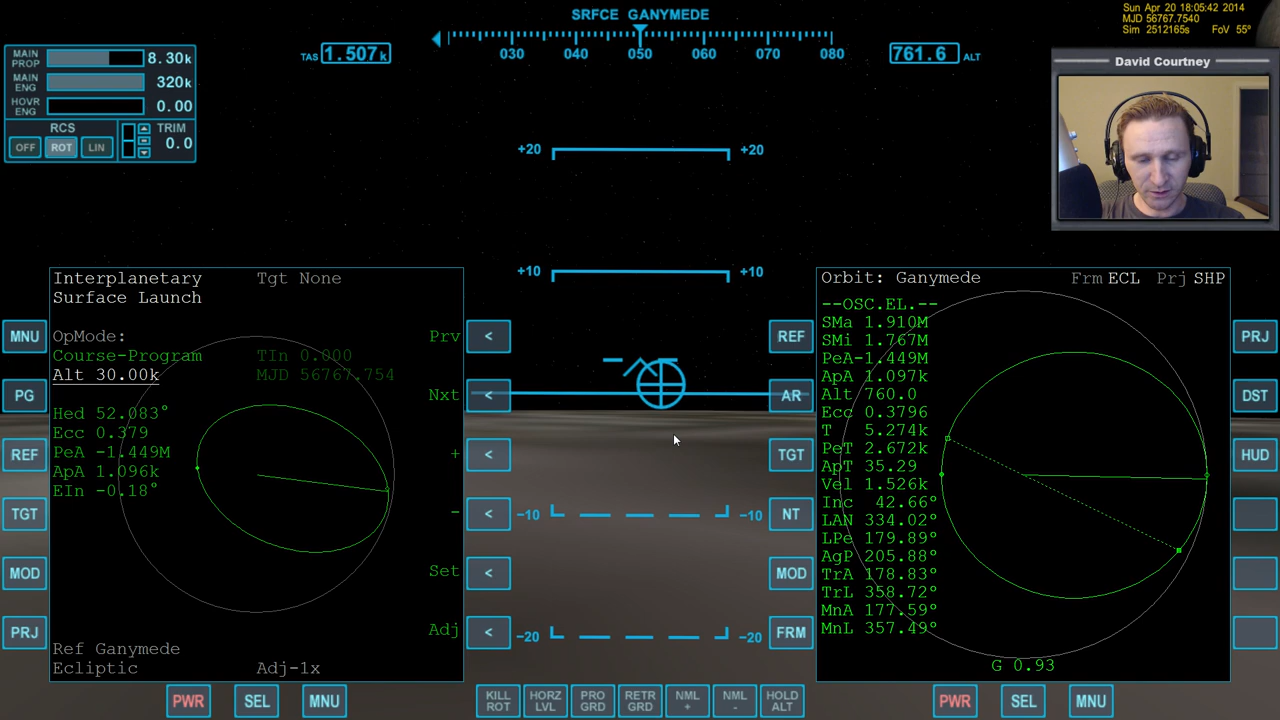 SRFCE GANYMEDE
Sun Apr 20 18:05:42 2014
MJD 56767.7540
Sim 2512165s FoV 55°
MAIN PROP 8.30k
MAIN ENG 320k
HOVR ENG 0.00
RCS TRIM
OFF ROT LIN 0.0
TAS 1.507k
030 040 050 060 070 080
761.6 ALT
David Courtney
+20 +20
+10 +10
-10 -10
-20 -20
Interplanetary Tgt None
Surface Launch
OpMode:
Course-Program TIn 0.000
Alt 30.00k MJD 56767.754
Hed 52.083°
Ecc 0.379
PeA -1.449M
ApA 1.096k
EIn -0.18°
Ref Ganymede
Ecliptic Adj-1x
MNU
PG
REF
TGT
MOD
PRJ
Prv <
Nxt <
+ <
- <
Set <
Adj <
PWR SEL MNU
KILL ROT
HORZ LVL
PRO GRD
RETR GRD
NML +
NML -
HOLD ALT
REF
AR
TGT
NT
MOD
FRM
Orbit: Ganymede Frm ECL Prj SHP
--OSC.EL.--
SMa 1.910M
SMi 1.767M
PeA-1.449M
ApA 1.097k
Alt 760.0
Ecc 0.3796
T 5.274k
PeT 2.672k
ApT 35.29
Vel 1.526k
Inc 42.66°
LAN 334.02°
LPe 179.89°
AgP 205.88°
TrA 178.83°
TrL 358.72°
MnA 177.59°
MnL 357.49°
G 0.93
PRJ
DST
HUD
PWR SEL MNU